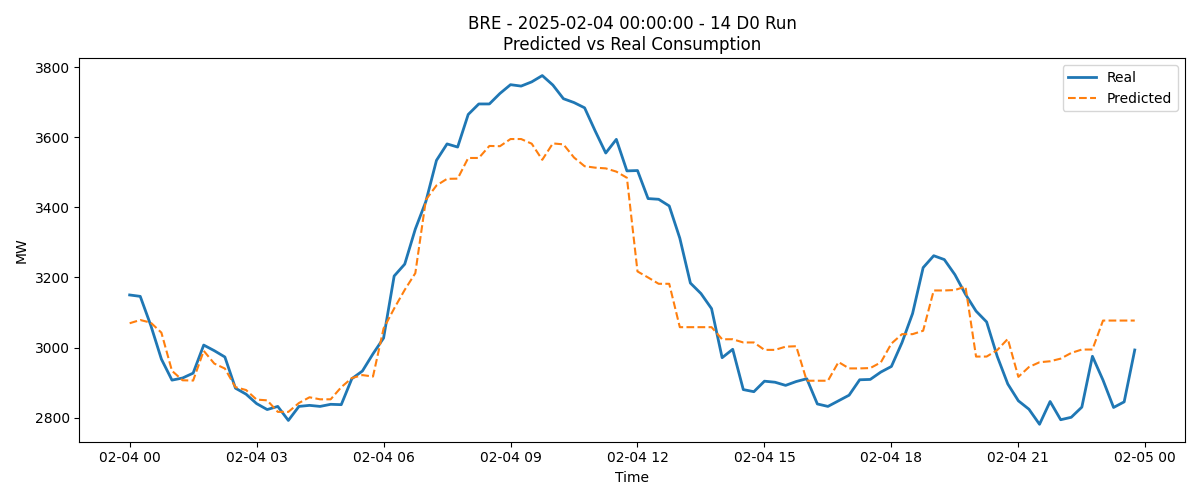 BRE - 2025-02-04 00:00:00 - 14 D0 Run
Predicted vs Real Consumption
Real
Predicted
3800
3600
3400
3200
3000
2800
MW
02-04 00
02-04 03
02-04 06
02-04 09
02-04 12
02-04 15
02-04 18
02-04 21
02-05 00
Time